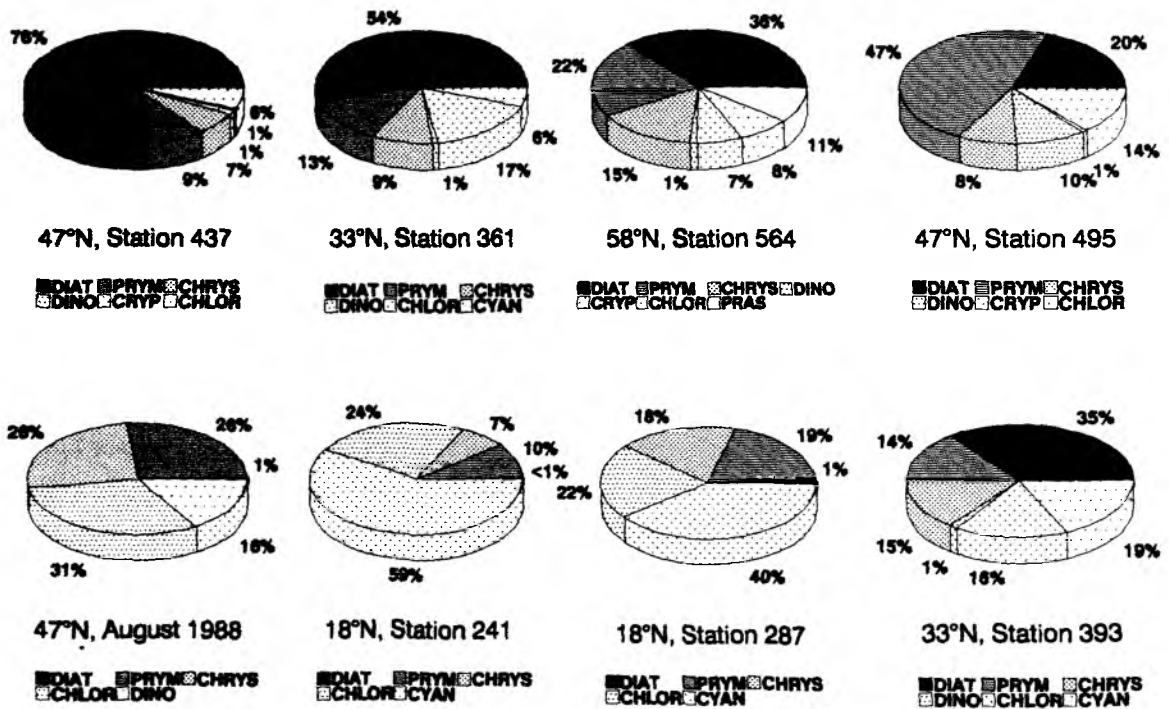 76%
6%
1%
1%
7%
9%
47°N, Station 437
DIAT PRYM CHRYS
DINO CRYP CHLOR
54%
6%
17%
1%
9%
13%
33°N, Station 361
DIAT PRYM CHRYS
DINO CHLOR CYAN
36%
22%
11%
8%
7%
1%
15%
58°N, Station 564
DIAT PRYM CHRYS DINO
CRYP CHLOR PRAS
47%
20%
14%
1%
10%
8%
47°N, Station 495
DIAT PRYM CHRYS
DINO CRYP CHLOR
26%
26%
1%
16%
31%
47°N, August 1988
DIAT PRYM CHRYS
CHLOR DINO
24%
7%
10%
<1%
59%
18°N, Station 241
DIAT PRYM CHRYS
CHLOR CYAN
18%
19%
1%
22%
40%
18°N, Station 287
DIAT PRYM CHRYS
CHLOR CYAN
35%
14%
19%
16%
1%
15%
33°N, Station 393
DIAT PRYM CHRYS
DINO CHLOR CYAN